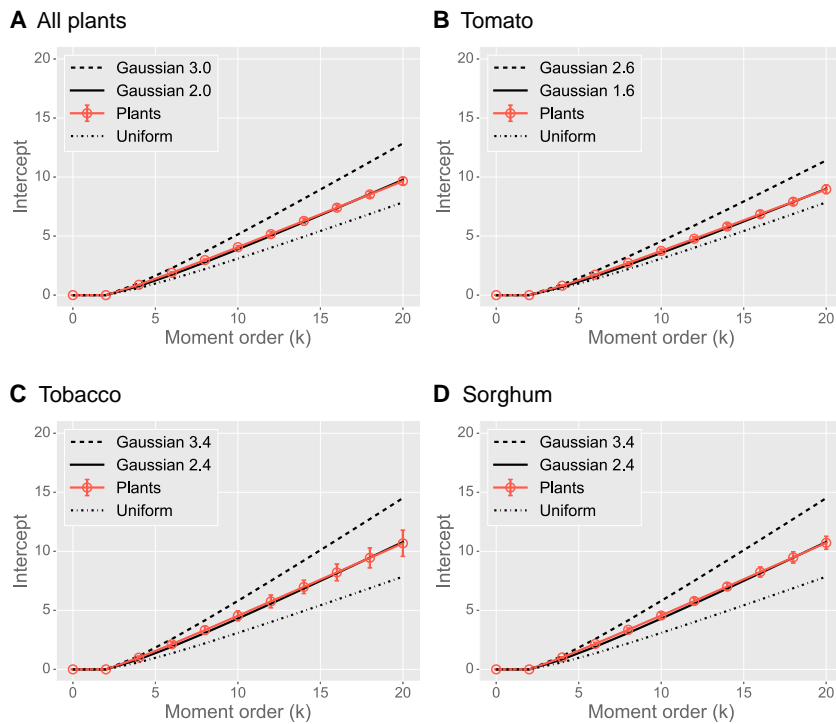 A All plants
20
15
10
5
0
Intercept
Gaussian 3.0
Gaussian 2.0
Plants
Uniform
0 5 10 15 20
Moment order (k)
B Tomato
20
15
10
5
0
Intercept
Gaussian 2.6
Gaussian 1.6
Plants
Uniform
0 5 10 15 20
Moment order (k)
C Tobacco
20
15
10
5
0
Intercept
Gaussian 3.4
Gaussian 2.4
Plants
Uniform
0 5 10 15 20
Moment order (k)
D Sorghum
20
15
10
5
0
Intercept
Gaussian 3.4
Gaussian 2.4
Plants
Uniform
0 5 10 15 20
Moment order (k)